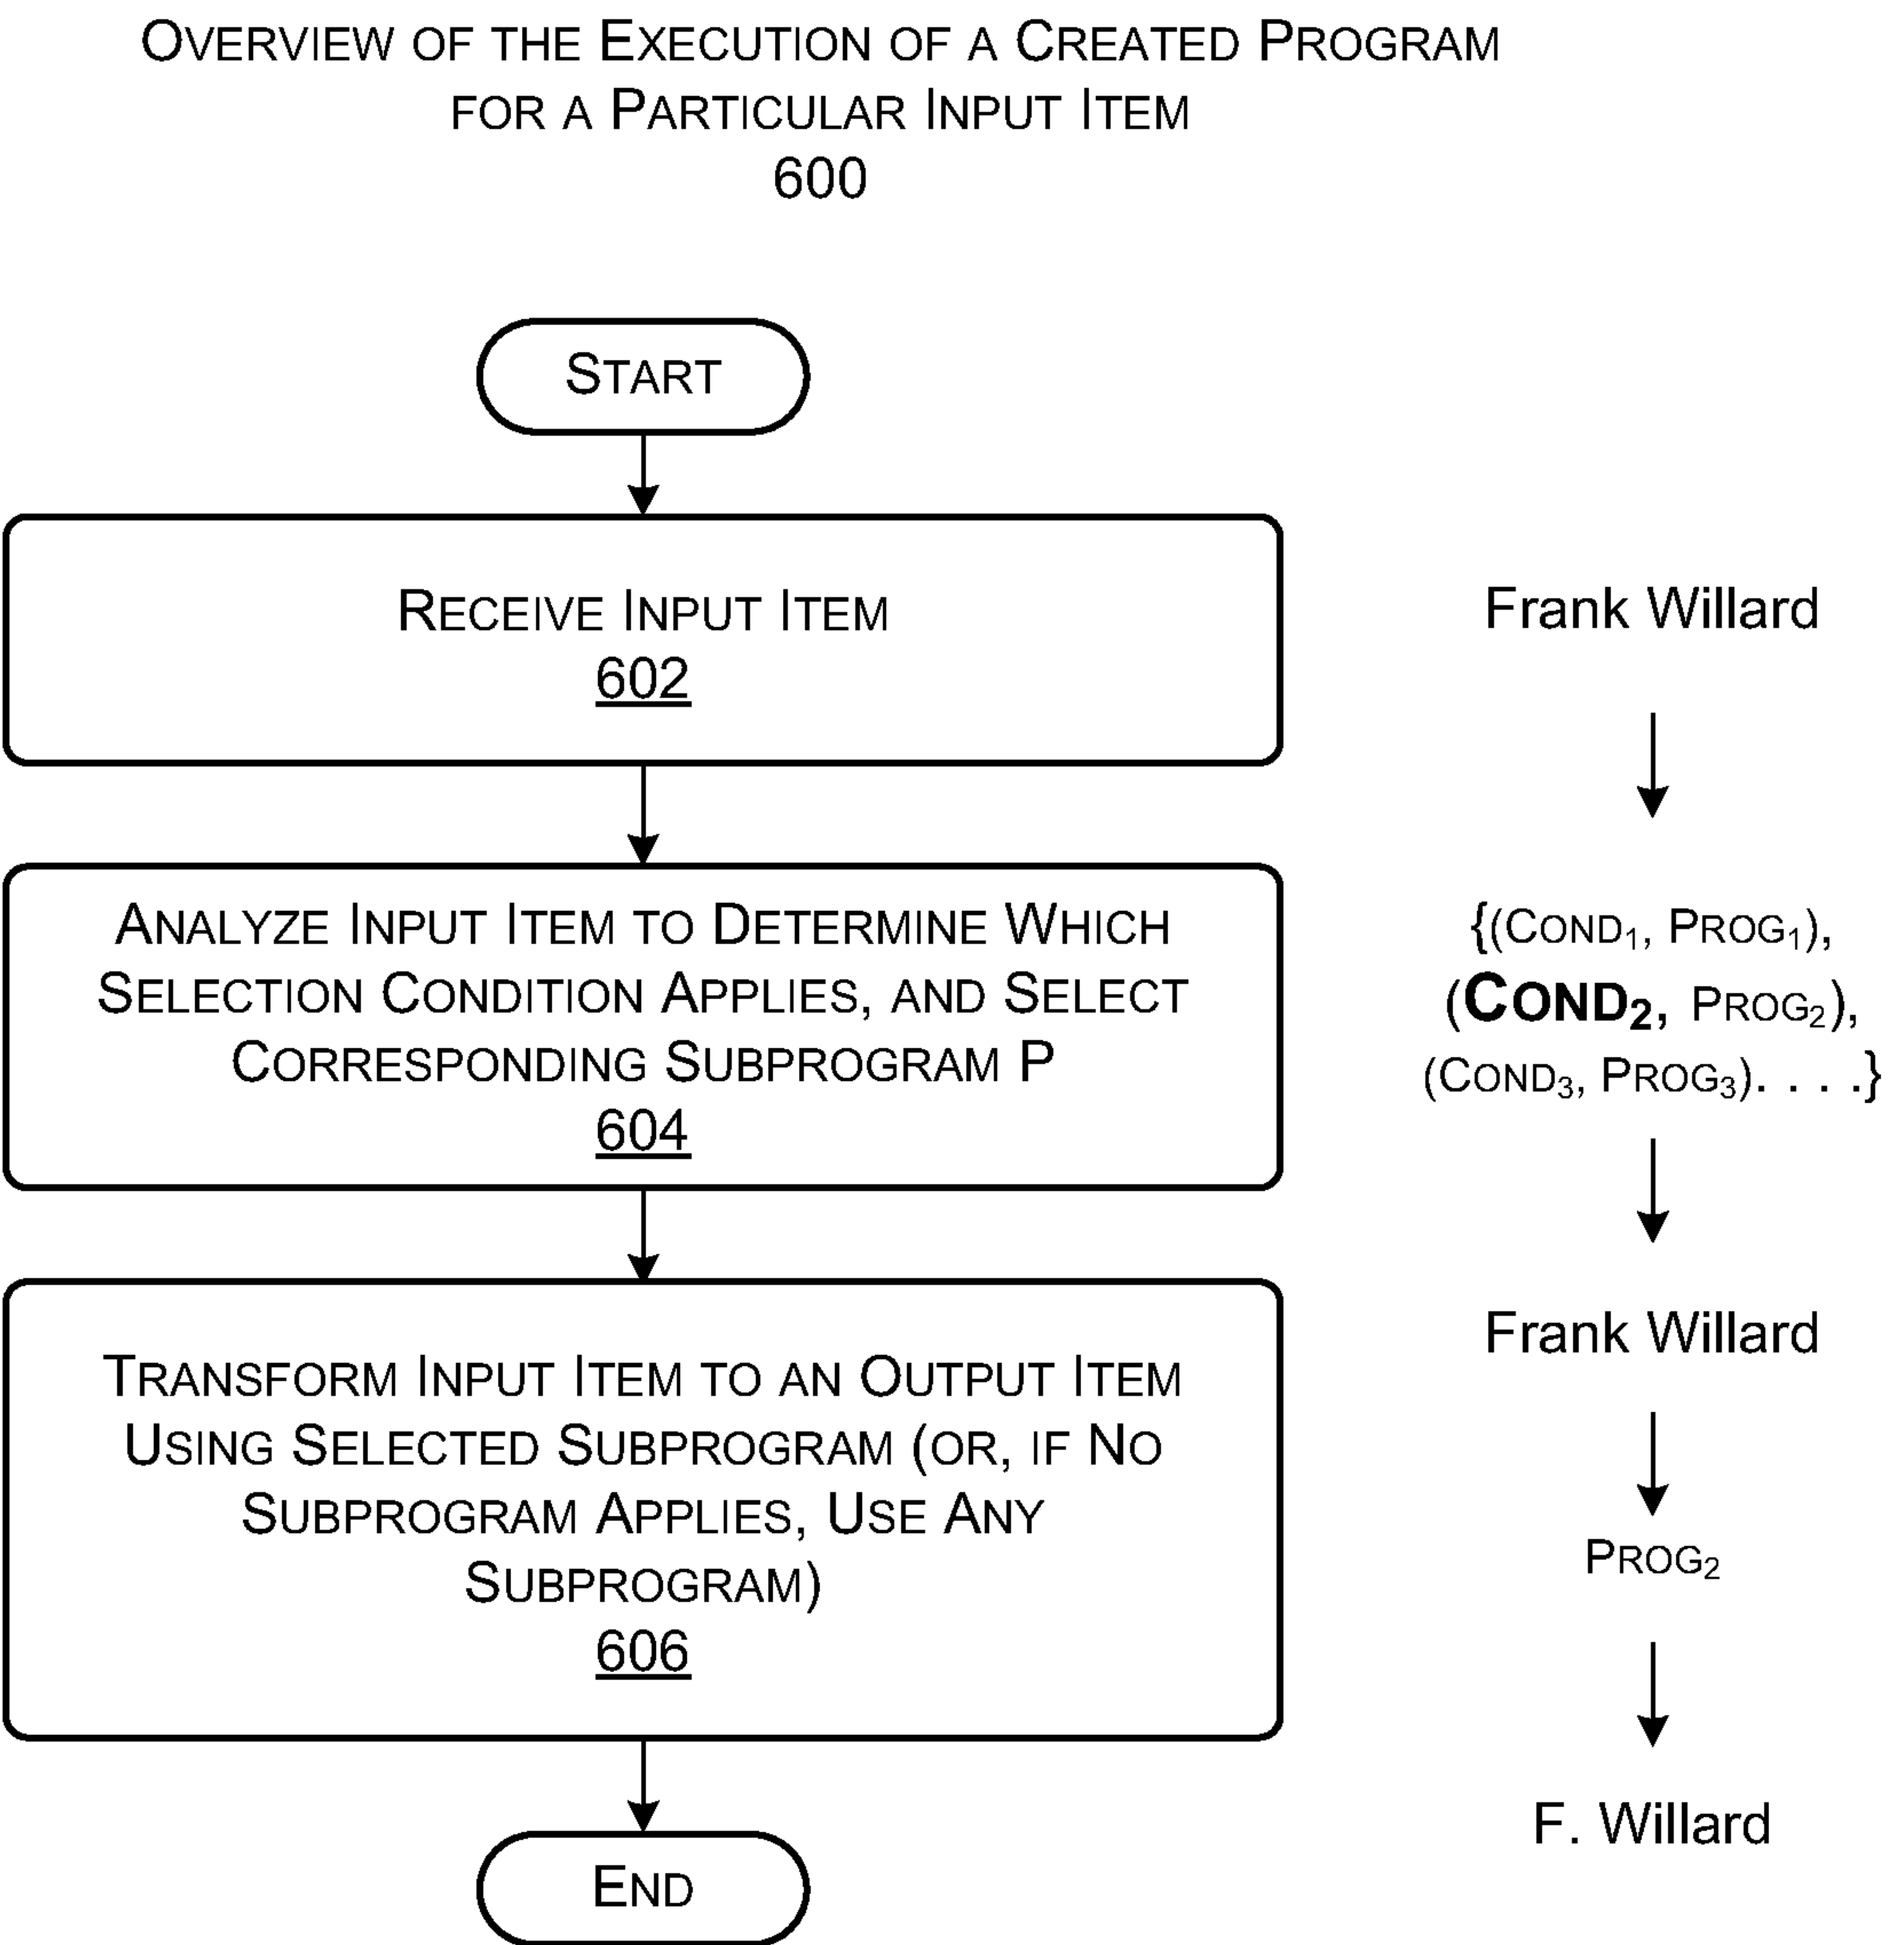 OVERVIEW OF THE EXECUTION OF A CREATED PROGRAM
FOR A PARTICULAR INPUT ITEM
600
START
RECEIVE INPUT ITEM
602
Frank Willard
ANALYZE INPUT ITEM TO DETERMINE WHICH
SELECTION CONDITION APPLIES, AND SELECT
CORRESPONDING SUBPROGRAM P
604
{(COND₁, PROG₁),
(COND₂, PROG₂),
(COND₃, PROG₃). . . .}
TRANSFORM INPUT ITEM TO AN OUTPUT ITEM
USING SELECTED SUBPROGRAM (OR, IF NO
SUBPROGRAM APPLIES, USE ANY
SUBPROGRAM)
606
Frank Willard
PROG₂
F. Willard
END